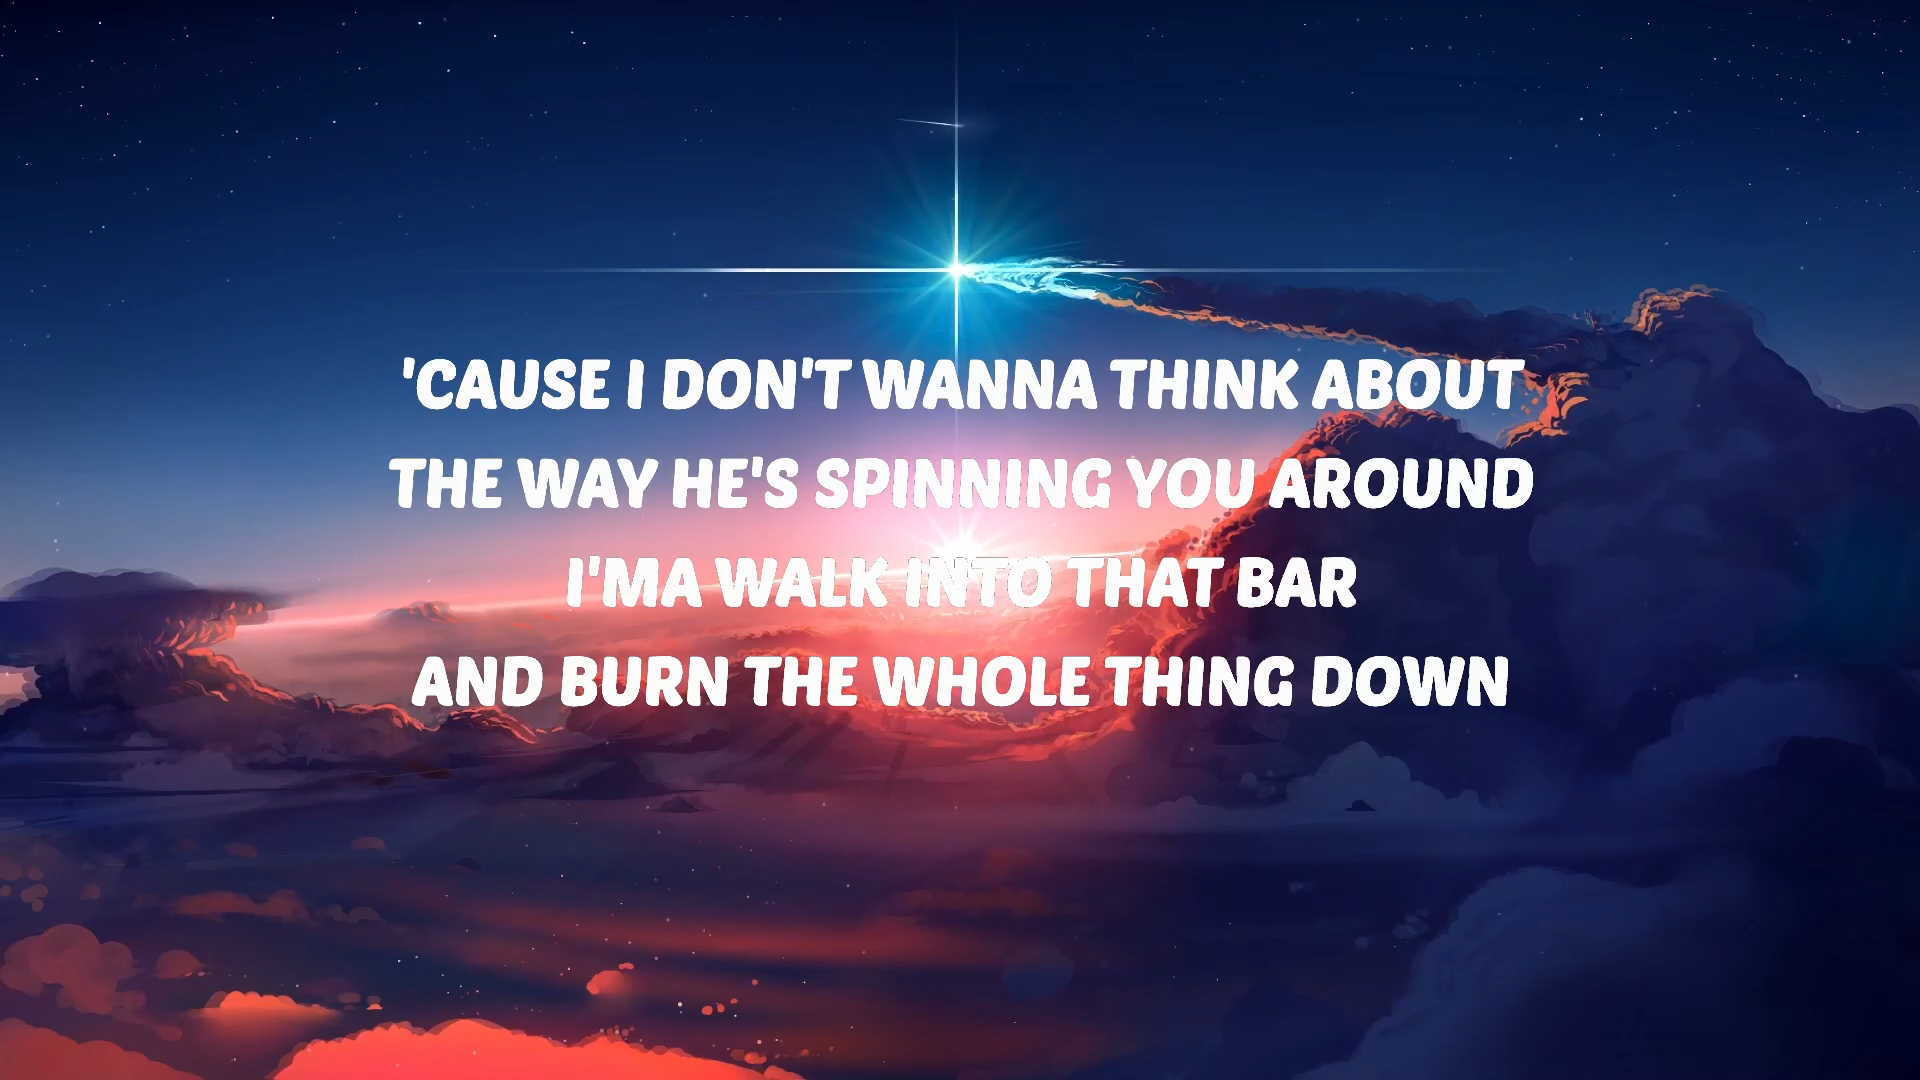 'CAUSE I DON'T WANNA THINK ABOUT
THE WAY HE'S SPINNING YOU AROUND
I'MA WALK INTO THAT BAR
AND BURN THE WHOLE THING DOWN